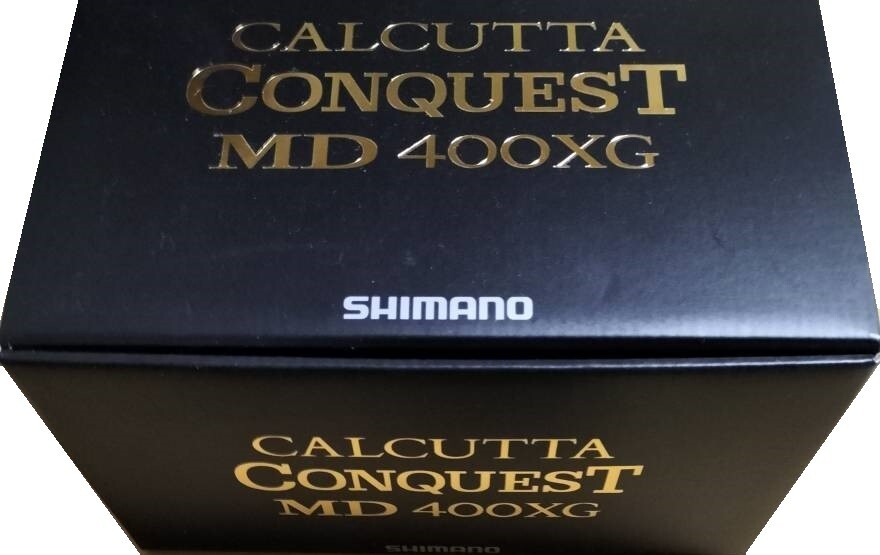 CALCUTTA
CONQUEST
MD 400XG
SHIMANO
CALCUTTA
CONQUEST
MD 400XG
SHIMANO